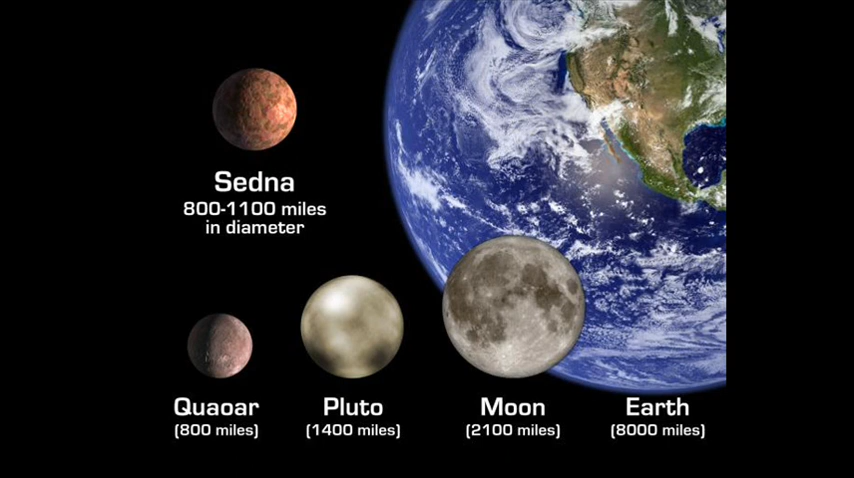 Sedna
800-1100 miles
in diameter
Quaoar
(800 miles)
Pluto
(1400 miles)
Moon
(2100 miles)
Earth
(8000 miles)